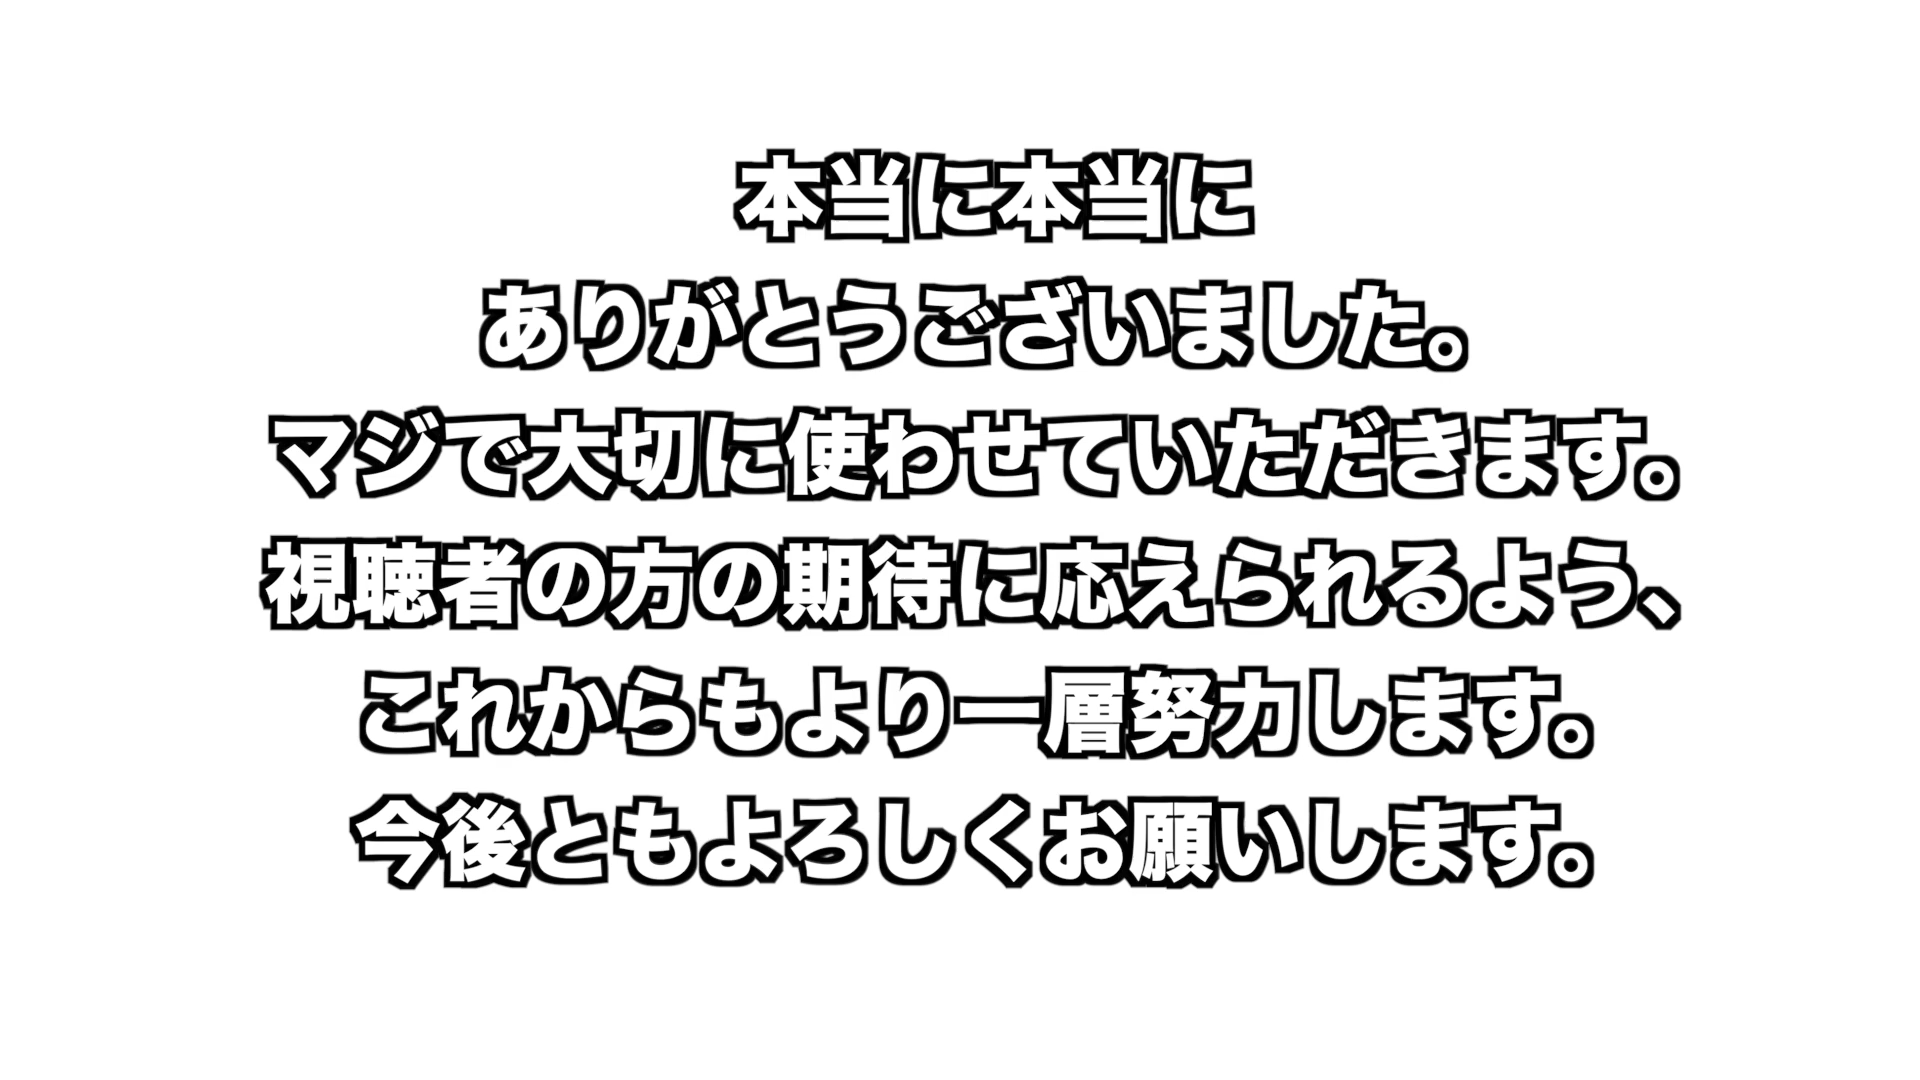 本当に本当に
ありがとうございました。
マジで大切に使わせていただきます。
視聴者の方の期待に応えられるよう、
これからもより一層努力します。
今後ともよろしくお願いします。